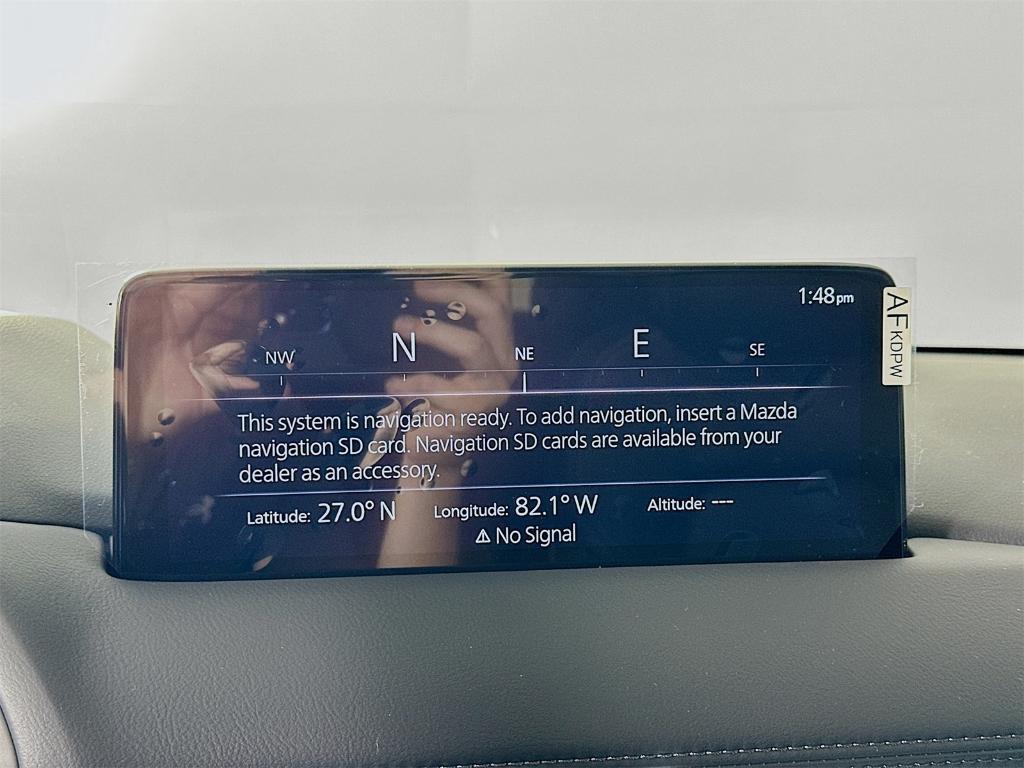 1:48pm
NW N NE E SE
This system is navigation ready. To add navigation, insert a Mazda
navigation SD card. Navigation SD cards are available from your
dealer as an accessory.
Latitude: 27.0° N Longitude: 82.1° W Altitude: ---
⚠ No Signal
AFKDPW